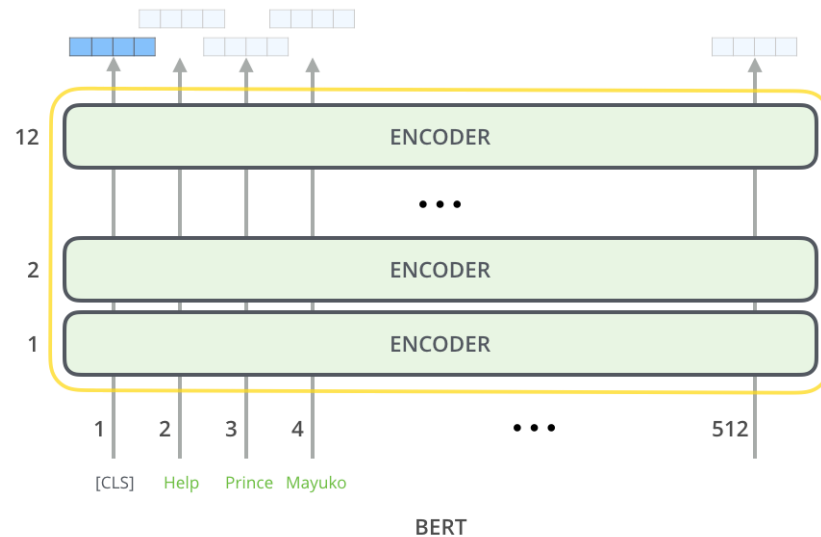 12 ENCODER
...
2 ENCODER
1 ENCODER
1 2 3 4 ... 512
[CLS] Help Prince Mayuko
BERT